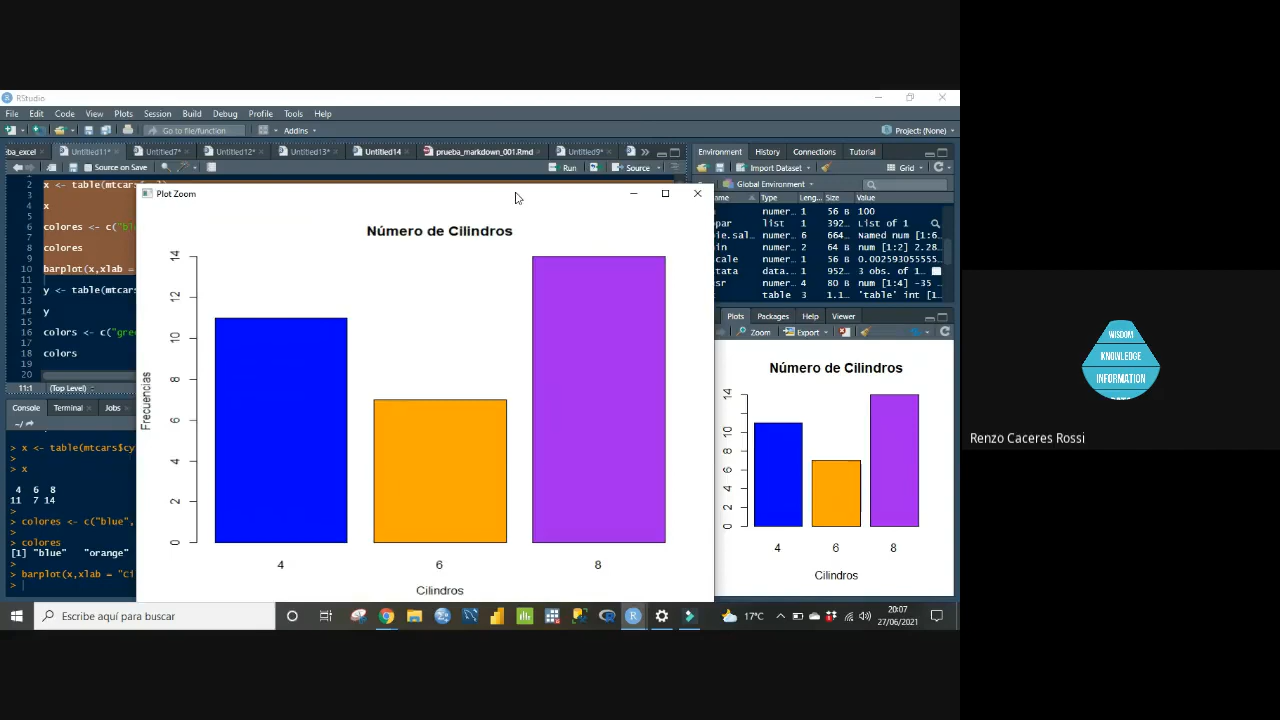 RStudio
File Edit Code View Plots Session Build Debug Profile Tools Help
Go to file/function Addins Project: (None)
ba_excel Untitled11* Untitled7* Untitled12* Untitled13* Untitled14 prueba_markdown_001.Rmd Untitled9*
Source on Save Run Source
2 x <- table(mtcars
3
4 x
5
6 colores <- c("bl
7
8 colores
9
10 barplot(x,xlab =
11
12 y <- table(mtcar
13
14 y
15
16 colors <- c("gre
17
18 colors
19
20
11:1 (Top Level)
Console Terminal Jobs
~/
> x <- table(mtcars$cy
>
> x
4 6 8
11 7 14
>
> colores <- c("blue",
>
> colores
[1] "blue" "orange"
>
> barplot(x,xlab = "Ci
>
Plot Zoom
Número de Cilindros
14
12
10
8
6
4
2
0
Frecuencias
4 6 8
Cilindros
Environment History Connections Tutorial
Import Dataset Grid
Global Environment
ame Type Leng... Size Value
numer... 1 56 B 100
opar list 1 392... List of 1
pie.sal... numer... 6 664... Named num [1:6...
numer... 2 64 B num [1:2] 2.28...
cale numer... 1 56 B 0.002593055555...
tata data... 1 952... 3 obs. of 1...
usr numer... 4 80 B num [1:4] -35 ...
table 3 1.1... 'table' int [1...
Plots Packages Help Viewer
Zoom Export
Número de Cilindros
14
10
8
6
4
2
0
4 6 8
Cilindros
Escribe aquí para buscar
17°C
20:07
27/06/2021
WISDOM
KNOWLEDGE
INFORMATION
Renzo Caceres Rossi